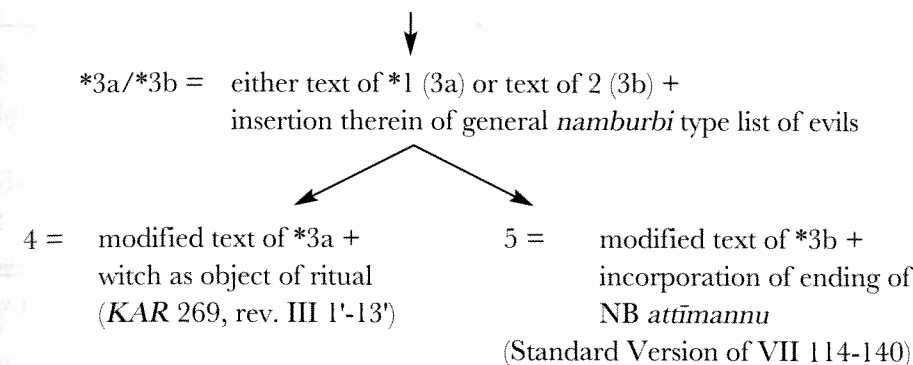 *3a/*3b = either text of *1 (3a) or text of 2 (3b) +
insertion therein of general namburbi type list of evils
4 = modified text of *3a +
witch as object of ritual
(KAR 269, rev. III 1'-13')
5 = modified text of *3b +
incorporation of ending of
NB attīmannu
(Standard Version of VII 114-140)